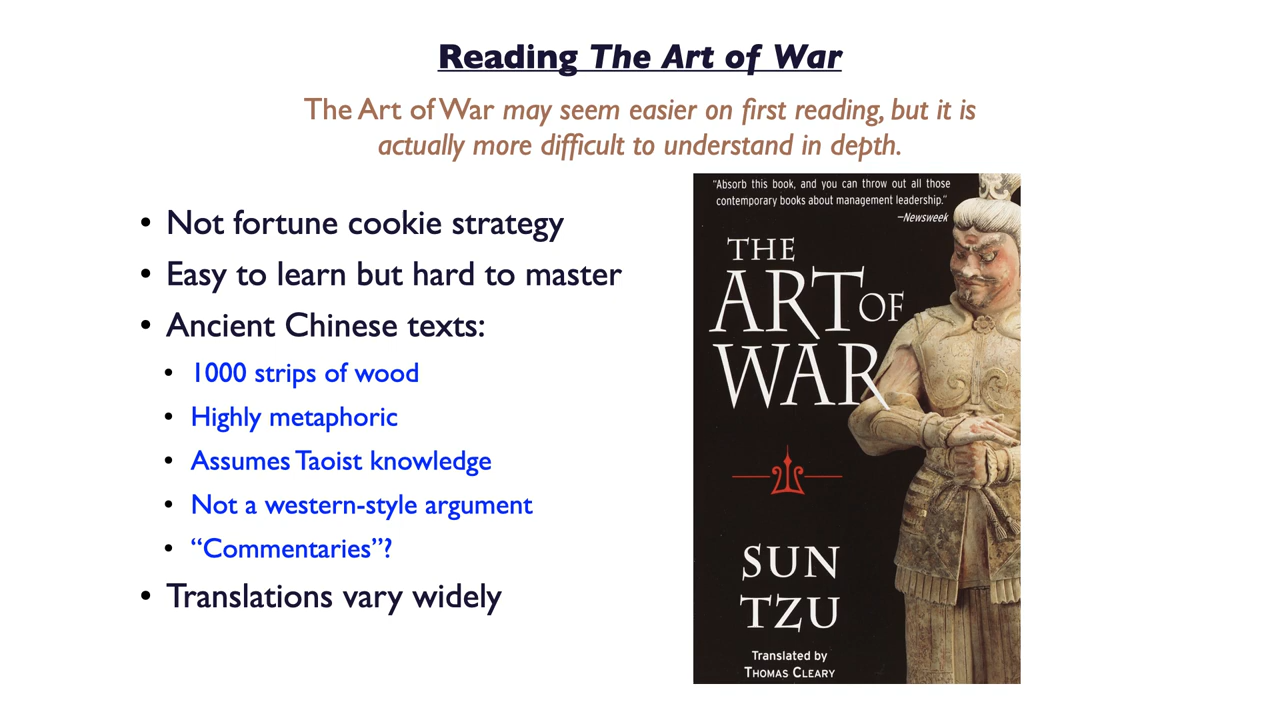 Reading The Art of War
The Art of War may seem easier on first reading, but it is
actually more difficult to understand in depth.
• Not fortune cookie strategy
• Easy to learn but hard to master
• Ancient Chinese texts:
• 1000 strips of wood
• Highly metaphoric
• Assumes Taoist knowledge
• Not a western-style argument
• “Commentaries”?
• Translations vary widely
"Absorb this book, and you can throw out all those
contemporary books about management leadership."
—Newsweek
THE
ART OF
WAR
SUN
TZU
Translated by
THOMAS CLEARY